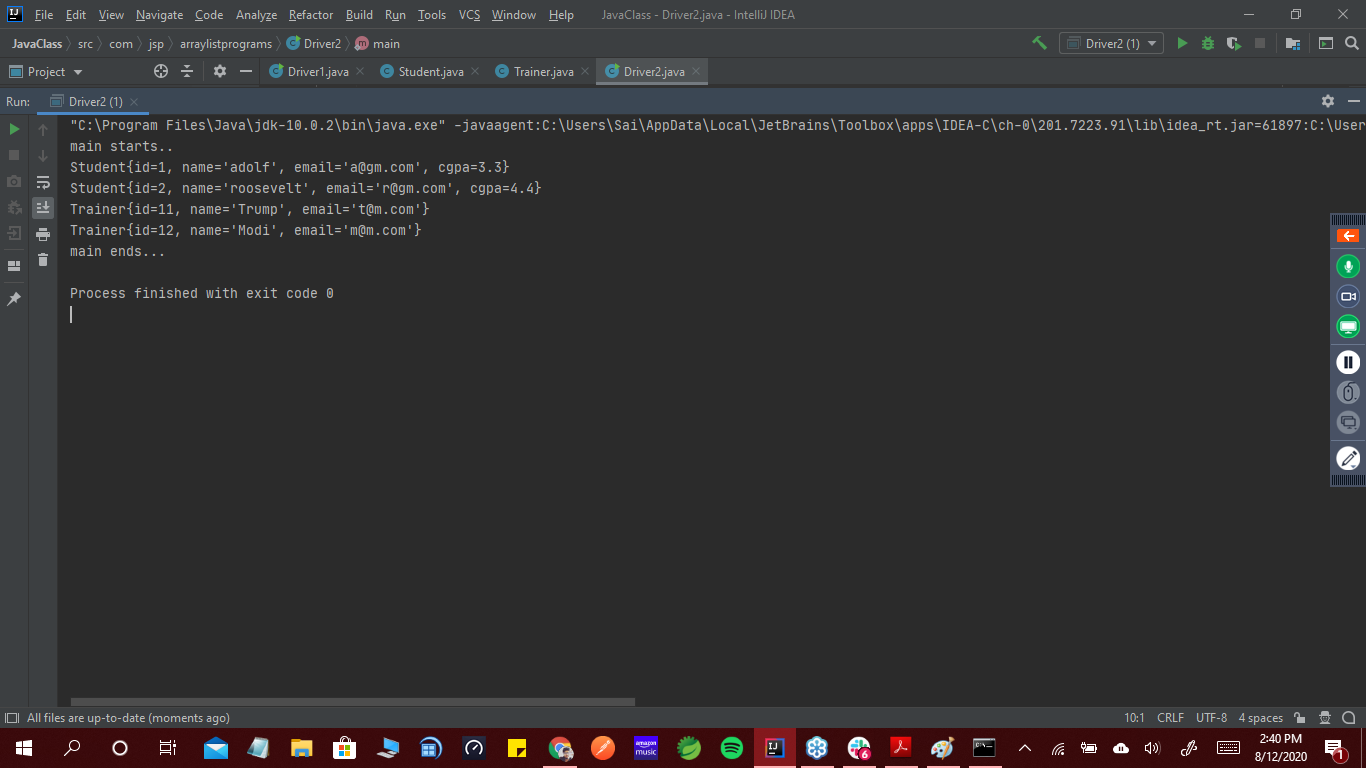 File Edit View Navigate Code Analyze Refactor Build Run Tools VCS Window Help JavaClass - Driver2.java - IntelliJ IDEA
JavaClass src com jsp arraylistprograms Driver2 main Driver2 (1)
Project Driver1.java Student.java Trainer.java Driver2.java
Run: Driver2 (1)
"C:\Program Files\Java\jdk-10.0.2\bin\java.exe" -javaagent:C:\Users\Sai\AppData\Local\JetBrains\Toolbox\apps\IDEA-C\ch-0\201.7223.91\lib\idea_rt.jar=61897:C:\User
main starts..
Student{id=1, name='adolf', email='a@gm.com', cgpa=3.3}
Student{id=2, name='roosevelt', email='r@gm.com', cgpa=4.4}
Trainer{id=11, name='Trump', email='t@m.com'}
Trainer{id=12, name='Modi', email='m@m.com'}
main ends...
Process finished with exit code 0
All files are up-to-date (moments ago) 10:1 CRLF UTF-8 4 spaces
amazon music 6 2:40 PM
8/12/2020 1